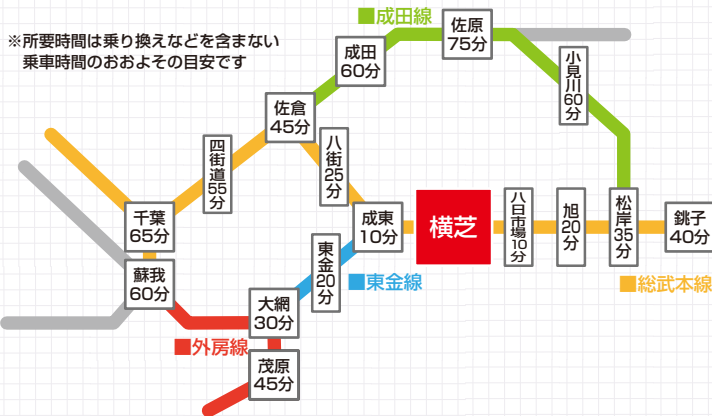 ※所要時間は乗り換えなどを含まない
乗車時間のおおよその目安です
■成田線
佐原
75分
成田
60分
小見川60分
佐倉
45分
四街道55分
八街25分
千葉
65分
成東
10分
横芝
八日市場10分
旭20分
松岸35分
銚子
40分
蘇我
60分
東金20分
■東金線
■総武本線
大網
30分
■外房線
茂原
45分